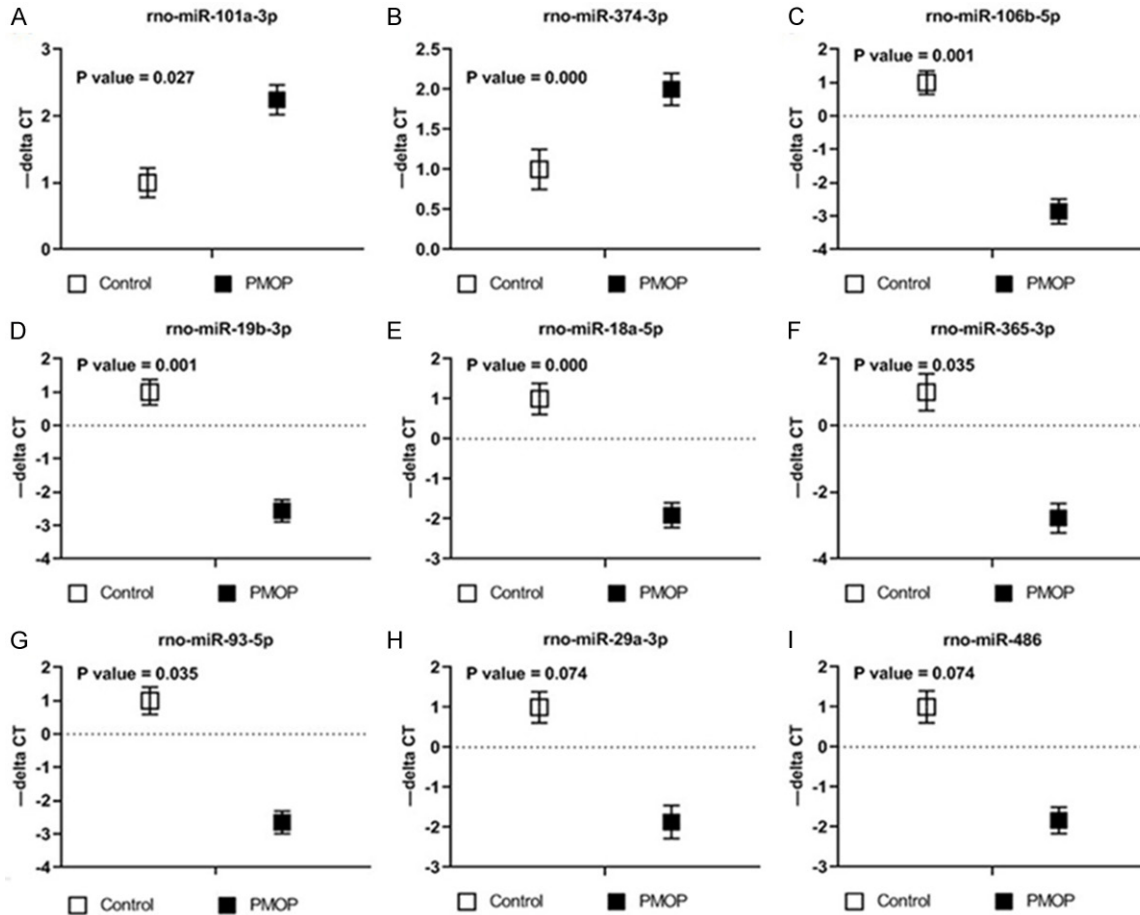 A
rno-miR-101a-3p
3
2
1
0
—delta CT
P value = 0.027
Control
PMOP
B
rno-miR-374-3p
2.5
2.0
1.5
1.0
0.5
0.0
—delta CT
P value = 0.000
Control
PMOP
C
rno-miR-106b-5p
2
1
0
-1
-2
-3
-4
—delta CT
P value = 0.001
Control
PMOP
D
rno-miR-19b-3p
2
1
0
-1
-2
-3
-4
—delta CT
P value = 0.001
Control
PMOP
E
rno-miR-18a-5p
2
1
0
-1
-2
-3
—delta CT
P value = 0.000
Control
PMOP
F
rno-miR-365-3p
2
0
-2
-4
—delta CT
P value = 0.035
Control
PMOP
G
rno-miR-93-5p
2
1
0
-1
-2
-3
-4
—delta CT
P value = 0.035
Control
PMOP
H
rno-miR-29a-3p
2
1
0
-1
-2
-3
—delta CT
P value = 0.074
Control
PMOP
I
rno-miR-486
2
1
0
-1
-2
-3
—delta CT
P value = 0.074
Control
PMOP